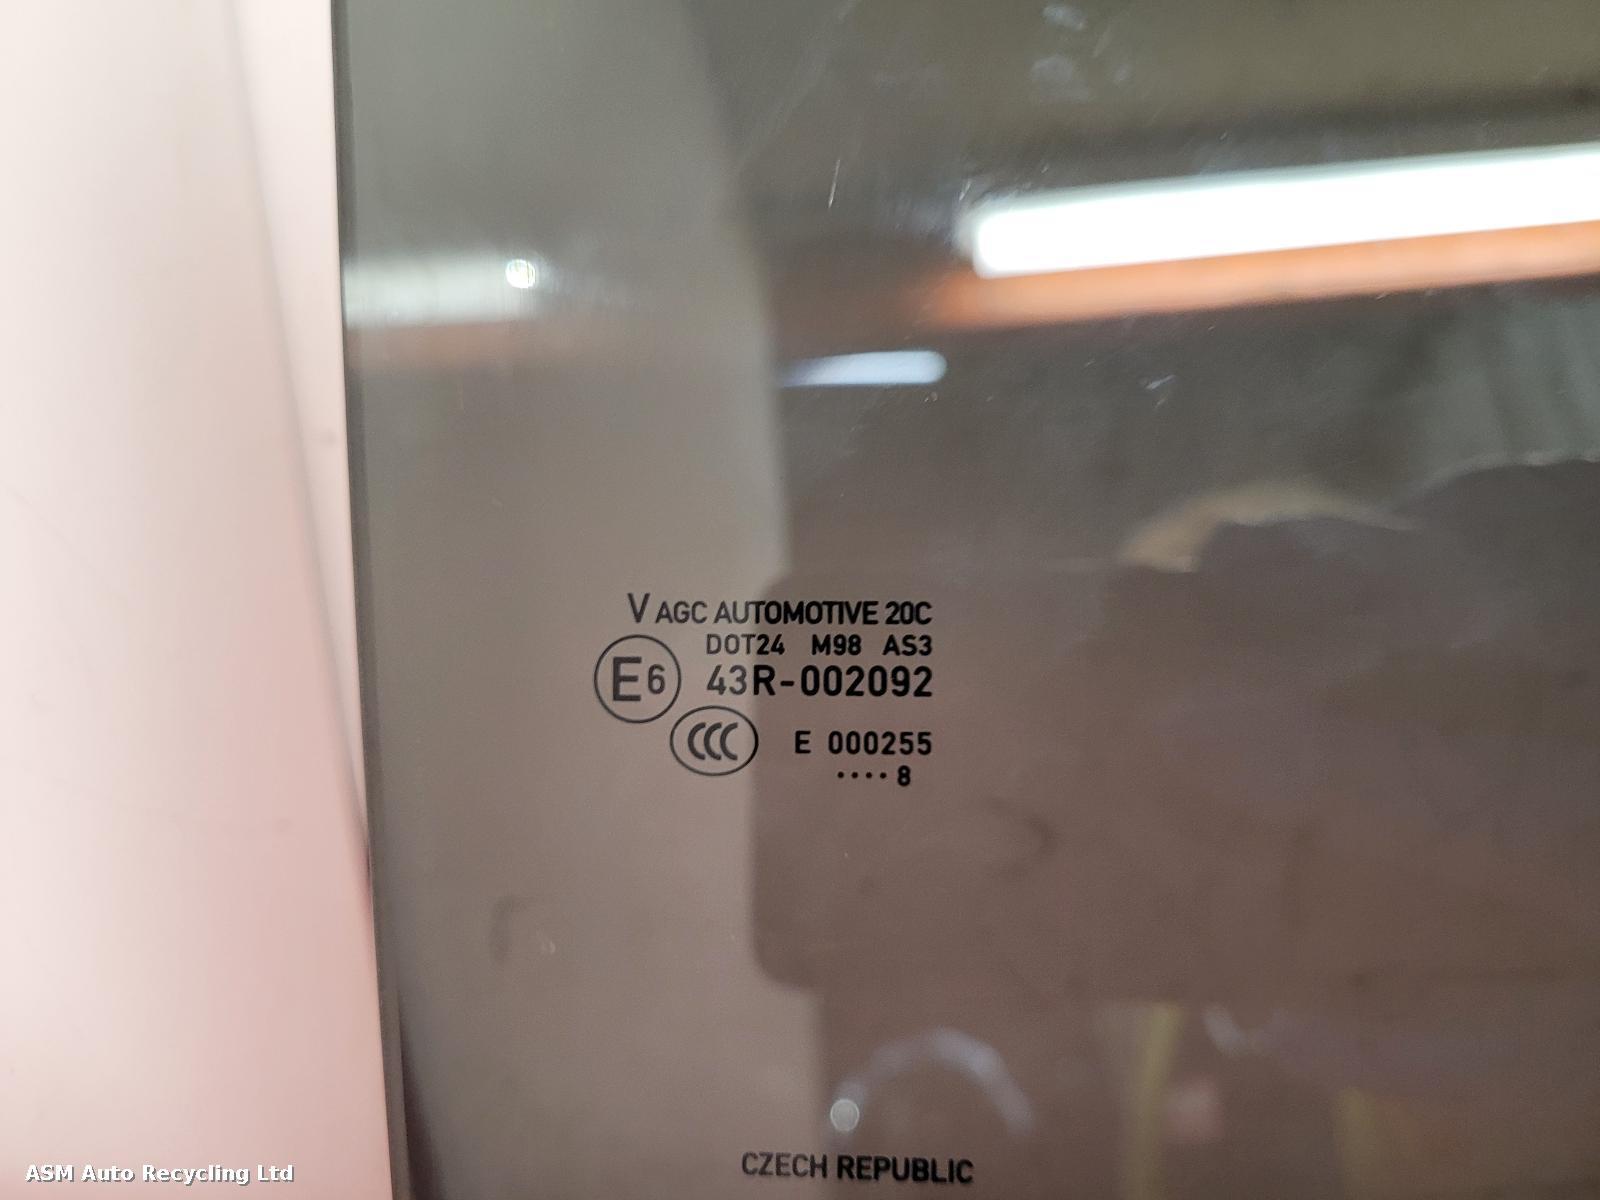 V AGC AUTOMOTIVE 20C
DOT24 M98 AS3
E6 43R-002092
CCC E 000255
.... 8
CZECH REPUBLIC
ASM Auto Recycling Ltd